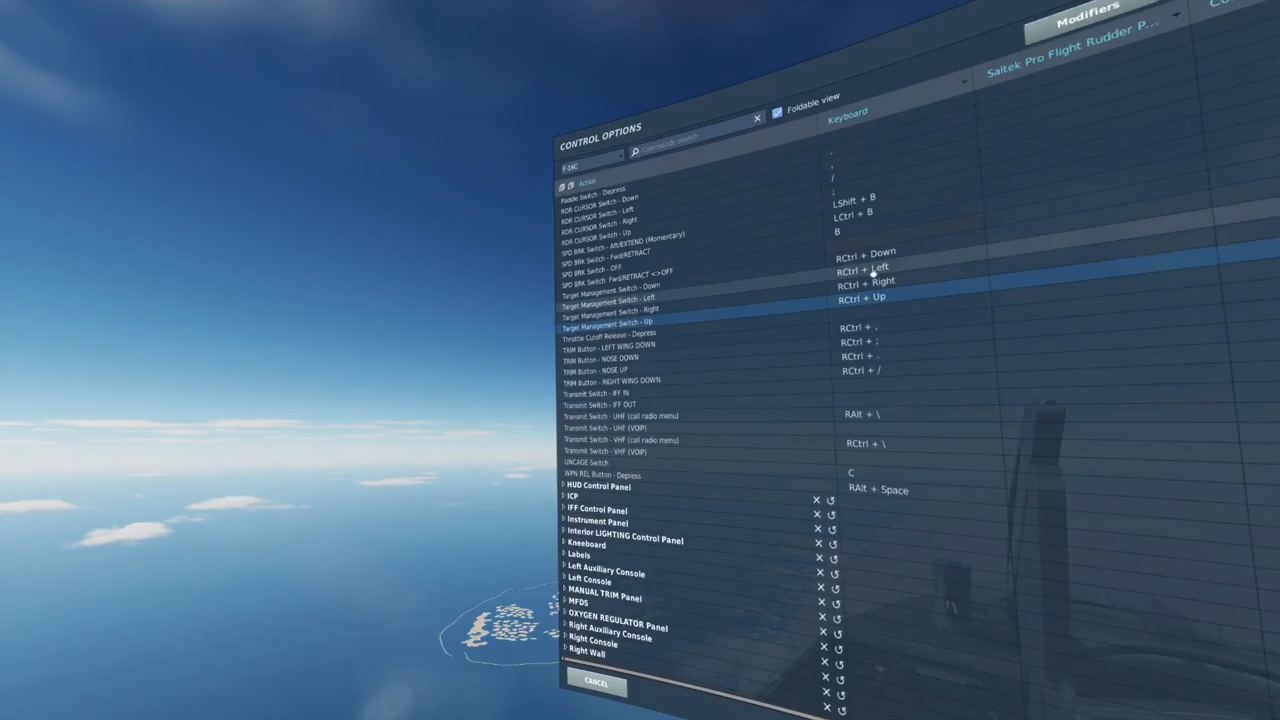 Modifiers
CONTROL OPTIONS
Foldable view
F-16C
Commands Search
Action
Keyboard
Saitek Pro Flight Rudder P...
Paddle Switch - Depress
RDR CURSOR Switch - Down .
RDR CURSOR Switch - Left ,
RDR CURSOR Switch - Right /
RDR CURSOR Switch - Up ;
SPD BRK Switch - Aft/EXTEND (Momentary) LShift + B
SPD BRK Switch - Fwd/RETRACT LCtrl + B
SPD BRK Switch - OFF
SPD BRK Switch: Fwd/RETRACT <>OFF B
Target Management Switch - Down RCtrl + Down
Target Management Switch - Left RCtrl + Left
Target Management Switch - Right RCtrl + Right
Target Management Switch - Up RCtrl + Up
Throttle Cutoff Release - Depress
TRIM Button - LEFT WING DOWN RCtrl + ,
TRIM Button - NOSE DOWN RCtrl + ;
TRIM Button - NOSE UP RCtrl + .
TRIM Button - RIGHT WING DOWN RCtrl + /
Transmit Switch - IFF IN
Transmit Switch - IFF OUT
Transmit Switch - UHF (call radio menu) RAlt + \
Transmit Switch - UHF (VOIP)
Transmit Switch - VHF (call radio menu) RCtrl + \
Transmit Switch - VHF (VOIP)
UNCAGE Switch C
WPN REL Button - Depress RAlt + Space
HUD Control Panel
ICP
IFF Control Panel
Instrument Panel
Interior LIGHTING Control Panel
Kneeboard
Labels
Left Auxiliary Console
Left Console
MANUAL TRIM Panel
MFDS
OXYGEN REGULATOR Panel
Right Auxiliary Console
Right Console
Right Wall
CANCEL